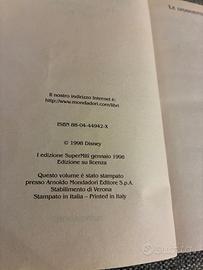 Il nostro indirizzo Internet è:
http://www.mondadori.com/libri
ISBN 88-04-44942-X
© 1998 Disney
I edizione SuperMiti gennaio 1998
Edizione su licenza
Questo volume è stato stampato
presso Arnoldo Mondadori Editore S.p.A.
Stabilimento di Verona
Stampato in Italia - Printed in Italy